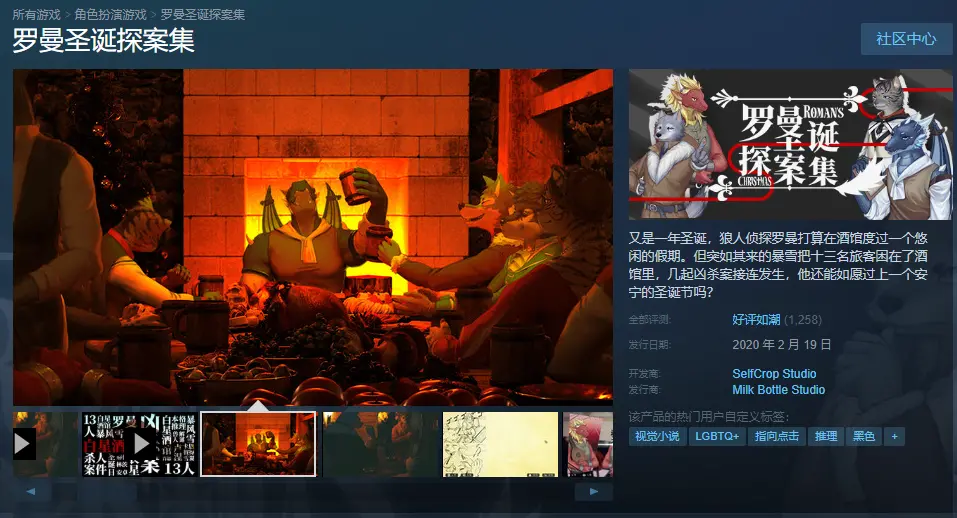 所有游戏 > 角色扮演游戏 > 罗曼圣诞探案集
罗曼圣诞探案集
社区中心
罗曼
ROMAN'S
圣诞
探案集
CHRISTMAS
又是一年圣诞，狼人侦探罗曼打算在酒馆度过一个悠
闲的假期。但突如其来的暴雪把十三名旅客困在了酒
馆里，几起凶杀案接连发生，他还能如愿过上一个安
宁的圣诞节吗？
全部评测:
好评如潮 (1,258)
发行日期:
2020 年 2 月 19 日
开发商:
SelfCrop Studio
发行商:
Milk Bottle Studio
该产品的热门用户自定义标签：
视觉小说 LGBTQ+ 指向点击 推理 黑色 +